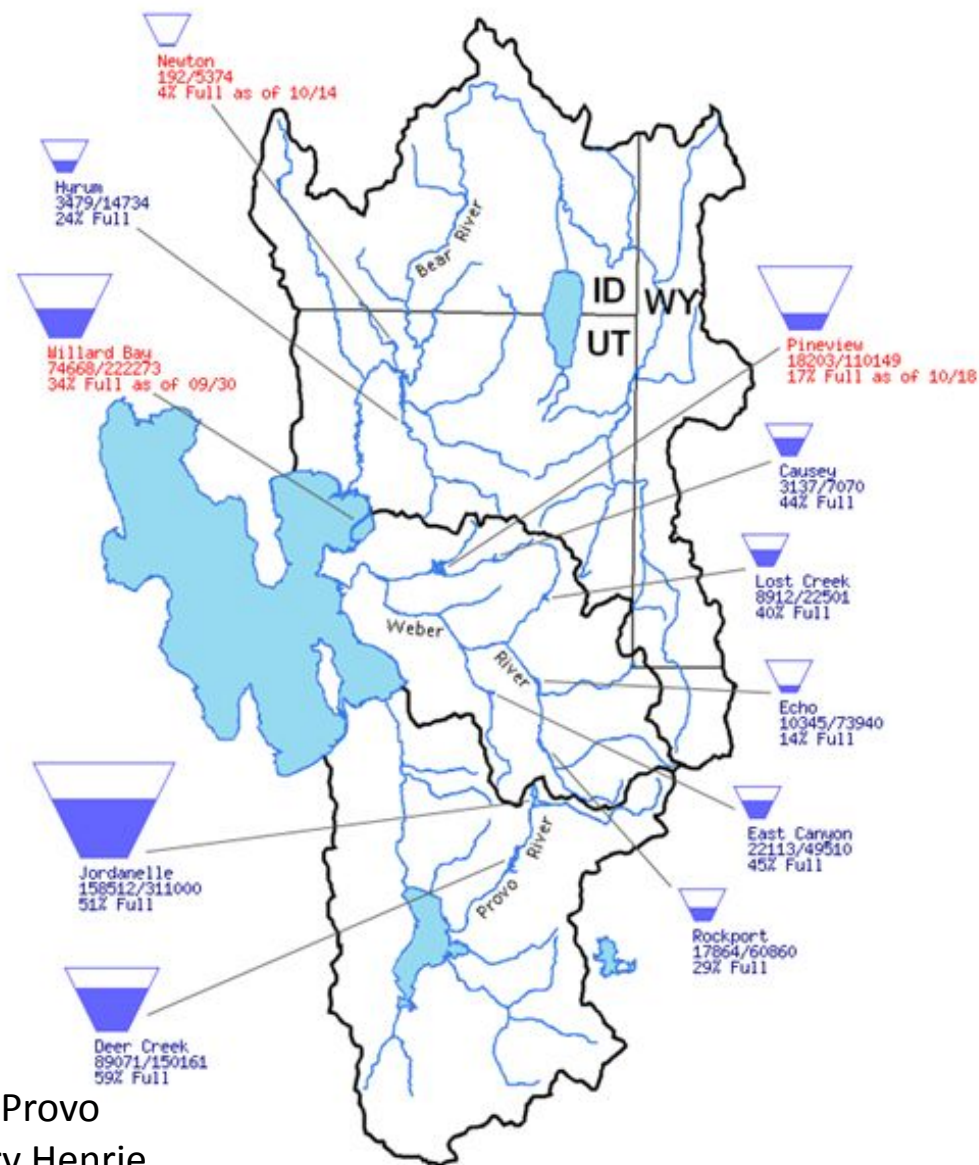 Newton
192/5374
4% Full as of 10/14
Hyrum
3479/14734
24% Full
Bear River
ID
WY
UT
Willard Bay
74668/222273
34% Full as of 09/30
Pineview
18203/110149
17% Full as of 10/18
Causey
3137/7070
44% Full
Lost Creek
8912/22501
40% Full
Weber
River
Echo
10345/73940
14% Full
East Canyon
22113/49510
45% Full
Jordanelle
158512/311000
51% Full
Provo River
Rockport
17864/60860
29% Full
Deer Creek
89071/150161
59% Full
Provo
Henrie